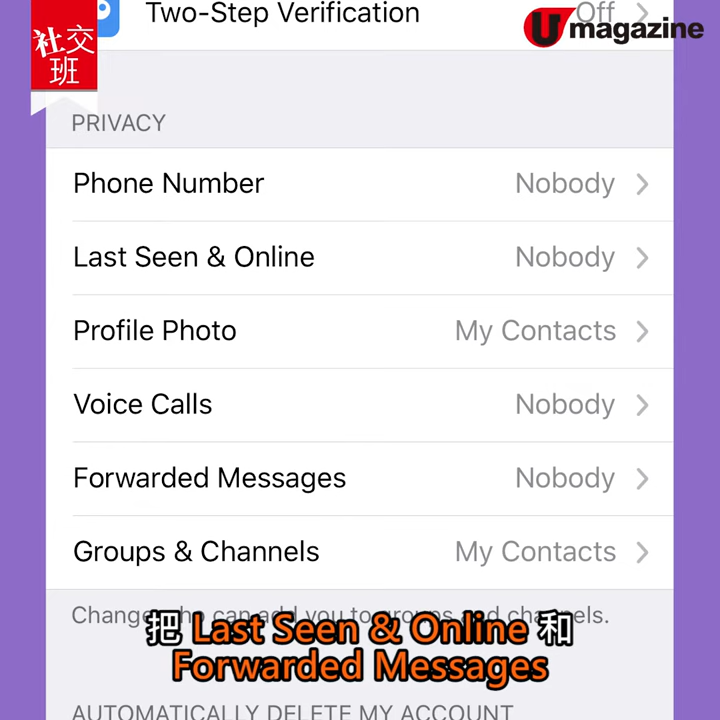 Two-Step Verification Off
社交班
U magazine
PRIVACY
Phone Number Nobody
Last Seen & Online Nobody
Profile Photo My Contacts
Voice Calls Nobody
Forwarded Messages Nobody
Groups & Channels My Contacts
Change who can add you to groups and channels.
把 Last Seen & Online 和
Forwarded Messages
AUTOMATICALLY DELETE MY ACCOUNT